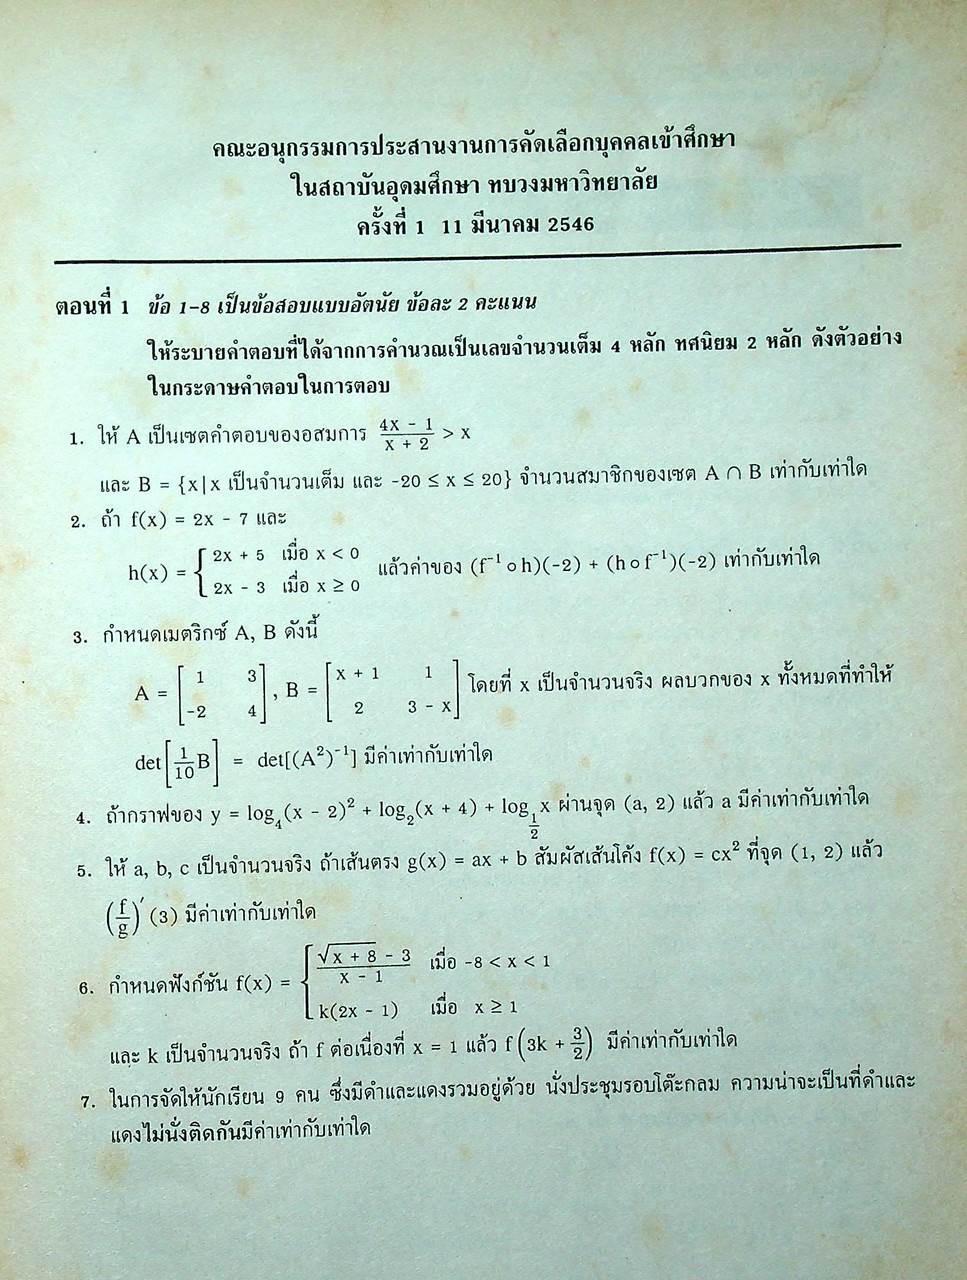 คณะอนุกรรมการประสานงานการคัดเลือกบุคคลเข้าศึกษา
ในสถาบันอุดมศึกษา ทบวงมหาวิทยาลัย
ครั้งที่ 1 11 มีนาคม 2546
ตอนที่ 1 ข้อ 1-8 เป็นข้อสอบแบบอัตนัย ข้อละ 2 คะแนน
ให้ระบายคำตอบที่ได้จากการคำนวณเป็นเลขจำนวนเต็ม 4 หลัก ทศนิยม 2 หลัก ดังตัวอย่าง
ในกระดาษคำตอบในการตอบ
1. ให้ A เป็นเซตคำตอบของอสมการ \frac{4x - 1}{x + 2} > x
และ B = {x|x เป็นจำนวนเต็ม และ -20 ≤ x ≤ 20} จำนวนสมาชิกของเซต A ∩ B เท่ากับเท่าใด
2. ถ้า f(x) = 2x - 7 และ
h(x) = { 2x + 5 เมื่อ x < 0
2x - 3 เมื่อ x ≥ 0 แล้วค่าของ (f⁻¹ ∘ h)(-2) + (h ∘ f⁻¹)(-2) เท่ากับเท่าใด
3. กำหนดเมตริกซ์ A, B ดังนี้
A = [1 3; -2 4], B = [x + 1 1; 2 3 - x] โดยที่ x เป็นจำนวนจริง ผลบวกของ x ทั้งหมดที่ทำให้
det[\frac{1}{10}B] = det[(A²)⁻¹] มีค่าเท่ากับเท่าใด
4. ถ้ากราฟของ y = log₄(x - 2)² + log₂(x + 4) + log_{\frac{1}{2}}x ผ่านจุด (a, 2) แล้ว a มีค่าเท่ากับเท่าใด
5. ให้ a, b, c เป็นจำนวนจริง ถ้าเส้นตรง g(x) = ax + b สัมผัสเส้นโค้ง f(x) = cx² ที่จุด (1, 2) แล้ว
(\frac{f}{g})′(3) มีค่าเท่ากับเท่าใด
6. กำหนดฟังก์ชัน f(x) = { \frac{\sqrt{x + 8} - 3}{x - 1} เมื่อ -8 < x < 1
k(2x - 1) เมื่อ x ≥ 1
และ k เป็นจำนวนจริง ถ้า f ต่อเนื่องที่ x = 1 แล้ว f(3k + \frac{3}{2}) มีค่าเท่ากับเท่าใด
7. ในการจัดให้นักเรียน 9 คน ซึ่งมีดำและแดงรวมอยู่ด้วย นั่งประชุมรอบโต๊ะกลม ความน่าจะเป็นที่ดำและ
แดงไม่นั่งติดกันมีค่าเท่ากับเท่าใด